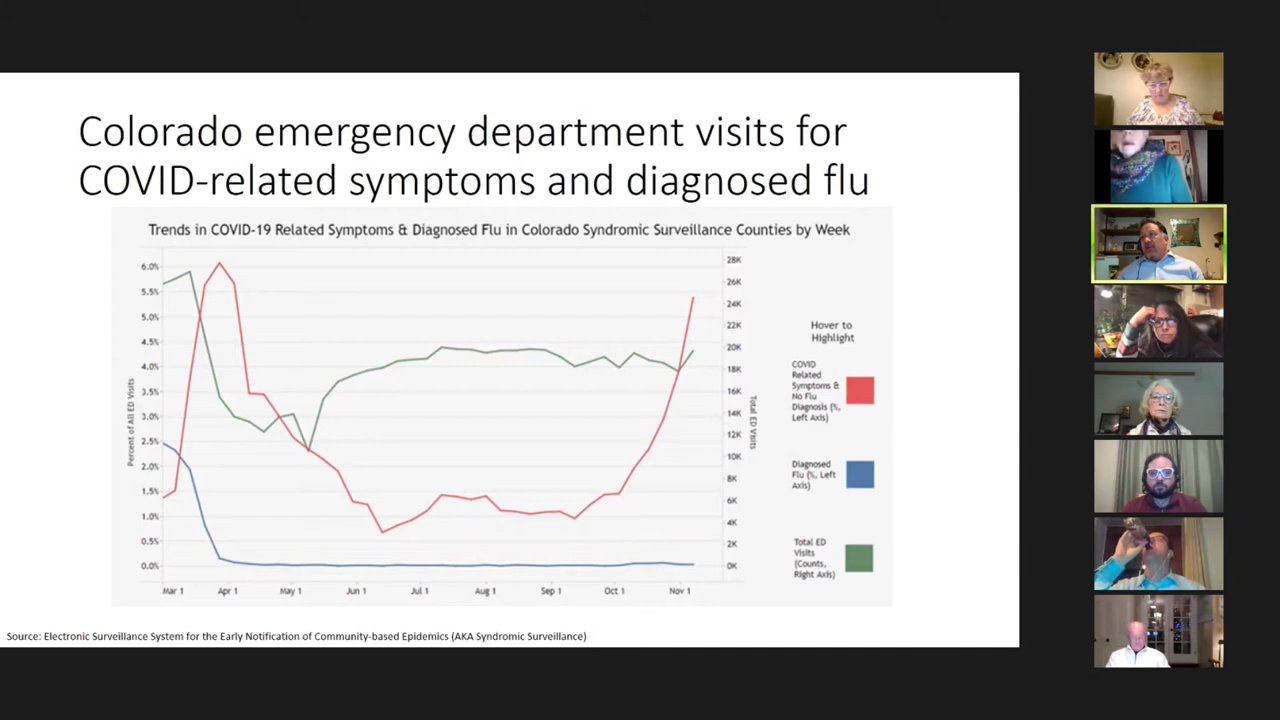 Colorado emergency department visits for
COVID-related symptoms and diagnosed flu
Trends in COVID-19 Related Symptoms & Diagnosed Flu in Colorado Syndromic Surveillance Counties by Week
Percent of All ED Visits
6.0%
5.5%
5.0%
4.5%
4.0%
3.5%
3.0%
2.5%
2.0%
1.5%
1.0%
0.5%
0.0%
28K
26K
24K
22K
20K
18K
16K
14K
12K
10K
8K
6K
4K
2K
0K
Total ED Visits
Mar 1 Apr 1 May 1 Jun 1 Jul 1 Aug 1 Sep 1 Oct 1 Nov 1
Hover to
Highlight
COVID
Related
Symptoms &
No Flu
Diagnosis (%,
Left Axis)
Diagnosed
Flu (%, Left
Axis)
Total ED
Visits
(Counts,
Right Axis)
Source: Electronic Surveillance System for the Early Notification of Community-based Epidemics (AKA Syndromic Surveillance)